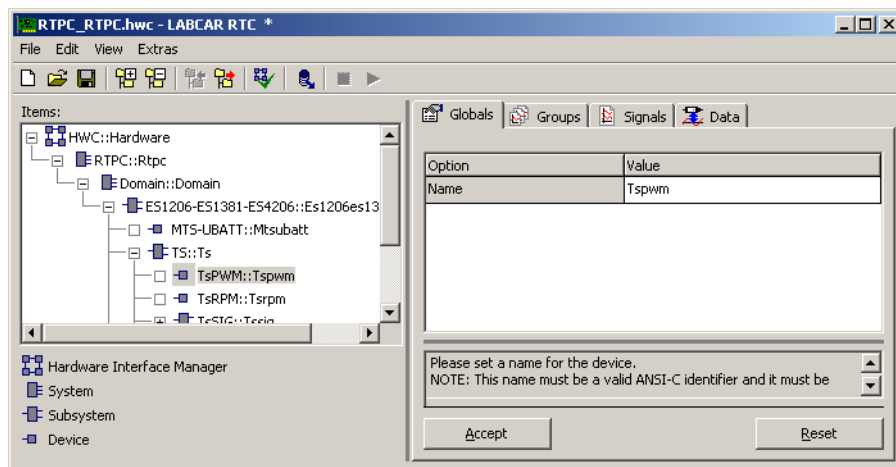 RTPC_RTPC.hwc - LABCAR RTC *
File Edit View Extras
Items:
HWC::Hardware
RTPC::Rtpc
Domain::Domain
ES1206-ES1381-ES4206::Es1206es13
MTS-UBATT::Mtsubatt
TS::Ts
TsPWM::Tspwm
TsRPM::Tsrpm
TsSIG::Tssig
Hardware Interface Manager
System
Subsystem
Device
Globals Groups Signals Data
Option Value
Name Tspwm
Please set a name for the device.
NOTE: This name must be a valid ANSI-C identifier and it must be
Accept Reset